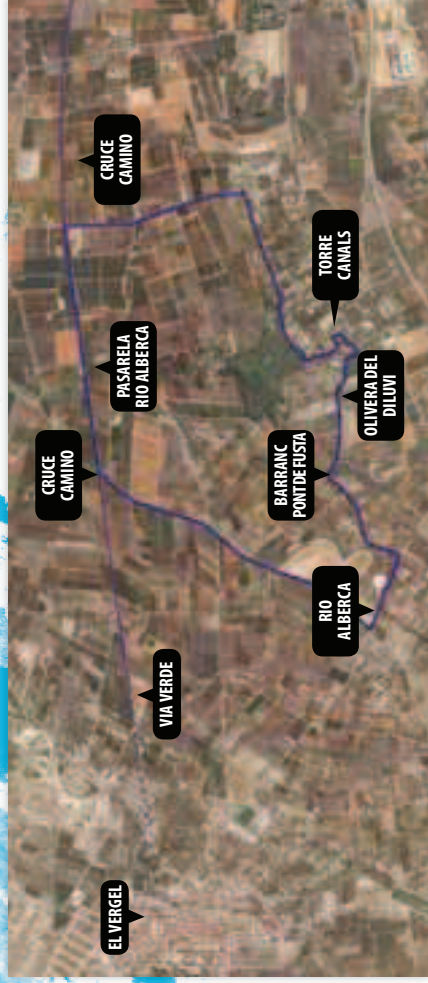 EL VERGEL
VIA VERDE
CRUCE
CAMINO
PASARELA
RIO ALBERCA
CRUCE
CAMINO
RIO
ALBERCA
BARRANC
PONT DE FUSTA
OLIVERA DEL
DILUVI
TORRE
CANALS